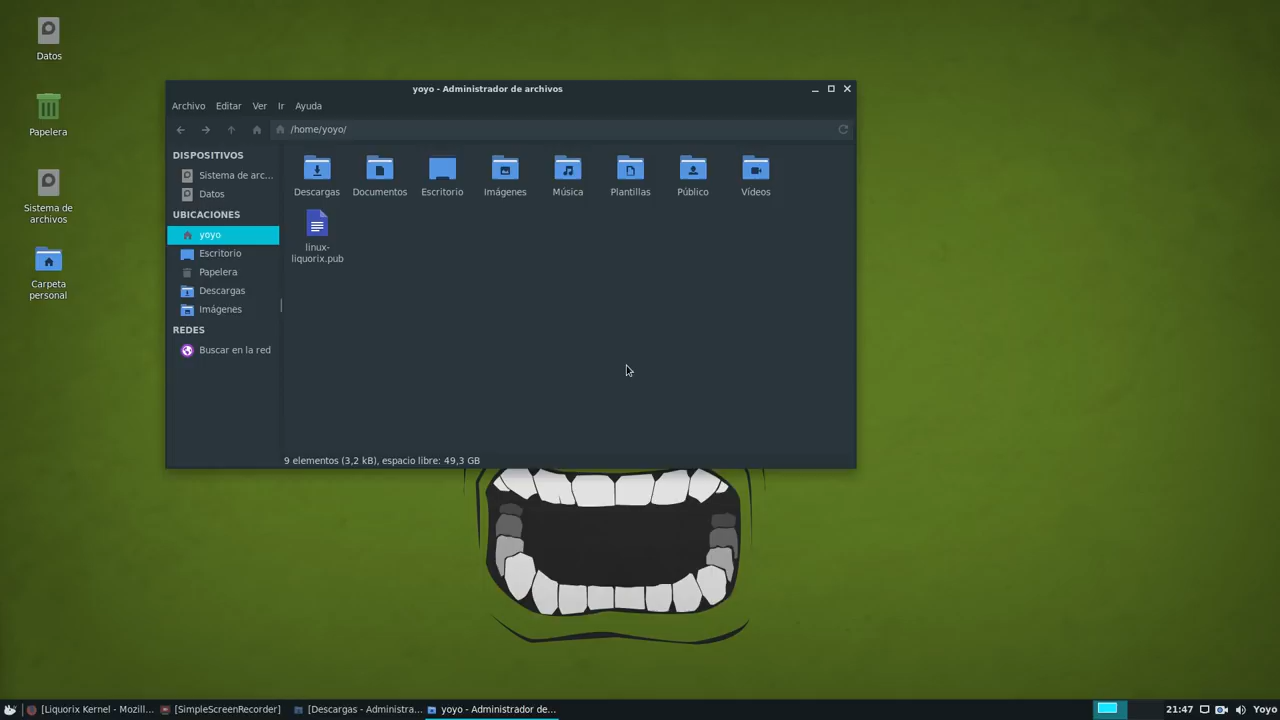 Datos
Papelera
Sistema de
archivos
Carpeta
personal
yoyo - Administrador de archivos
Archivo Editar Ver Ir Ayuda
/home/yoyo/
DISPOSITIVOS
Sistema de arc...
Datos
UBICACIONES
yoyo
Escritorio
Papelera
Descargas
Imágenes
REDES
Buscar en la red
Descargas Documentos Escritorio Imágenes Música Plantillas Público Vídeos
linux-
liquorix.pub
9 elementos (3,2 kB), espacio libre: 49,3 GB
[Liquorix Kernel - Mozill... [SimpleScreenRecorder] [Descargas - Administra... yoyo - Administrador de... 21:47 Yoyo